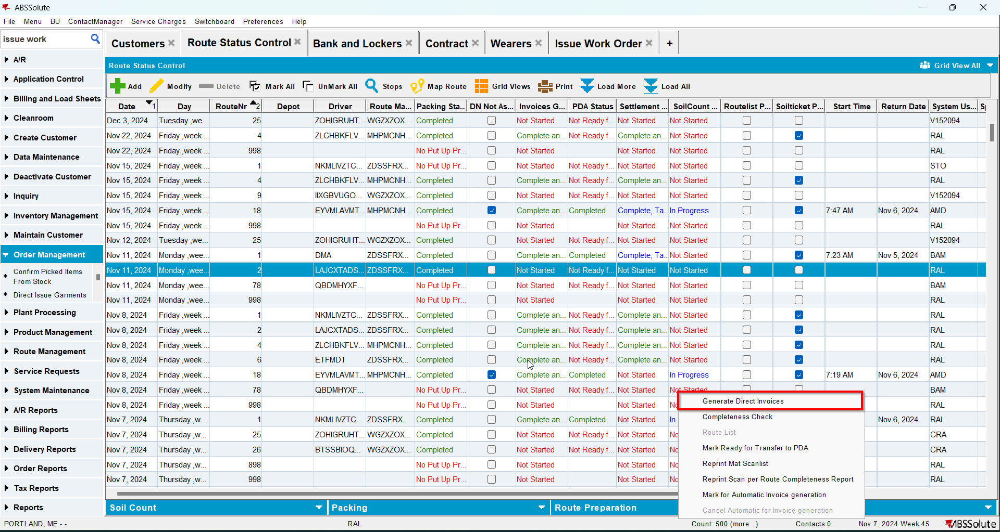 ABSSolute
File Menu BU ContactManager Service Charges Switchboard Preferences Help
issue work
Customers Route Status Control Bank and Lockers Contract Wearers Issue Work Order +
Route Status Control Grid View All
Add Modify Delete Mark All UnMark All Stops Map Route Grid Views Print Load More Load All
A/R
Application Control
Billing and Load Sheets
Cleanroom
Create Customer
Data Maintenance
Deactivate Customer
Inquiry
Inventory Management
Maintain Customer
Order Management
Confirm Picked Items
From Stock
Direct Issue Garments
Plant Processing
Product Management
Route Management
Service Requests
System Maintenance
A/R Reports
Billing Reports
Delivery Reports
Order Reports
Tax Reports
Reports
Date 1 Day RouteNr 2 Depot Driver Route Ma... Packing Sta... DN Not As... Invoices G... PDA Status Settlement ... SoilCount ... Routelist P... Soilticket P... Start Time Return Date System Us...
Dec 3, 2024 Tuesday ,we... 25 ZOHIGRUHT... WGZXZOX... Completed Not Started Not Ready f... Not Started Not Started V152094
Nov 22, 2024 Friday ,week ... 4 ZLCHBKFLV... MHPMCNH... Completed Complete an... Not Ready f... Complete an... Not Started RAL
Nov 22, 2024 Friday ,week ... 998 No Put Up Pr... Not Started Not Started Not Started RAL
Nov 15, 2024 Friday ,week ... 1 NKMLIVZTC... ZDSSFRX... No Put Up Pr... Not Started Not Ready f... Not Started Not Started STO
Nov 15, 2024 Friday ,week ... 4 ZLCHBKFLV... MHPMCNH... Completed Complete an... Not Ready f... Complete an... Not Started RAL
Nov 15, 2024 Friday ,week ... 9 IIXGBVUGO... WGZXZOX... Completed Not Started Not Ready f... Not Started Not Started V152094
Nov 15, 2024 Friday ,week ... 18 EYVMLAVMT... MHPMCNH... Completed Complete an... Completed Complete, Ta... In Progress 7:47 AM Nov 6, 2024 AMD
Nov 15, 2024 Friday ,week ... 998 No Put Up Pr... Not Started Not Started Not Started RAL
Nov 12, 2024 Tuesday ,we... 25 ZOHIGRUHT... WGZXZOX... Completed Not Started Not Ready f... Not Started Not Started V152094
Nov 11, 2024 Monday ,wee... 1 DMA ZDSSFRX... Completed Complete an... Completed Complete, Ta... Not Started 7:23 AM Nov 5, 2024 BAM
Nov 11, 2024 Monday ,wee... 2 LAJCXTADS... ZDSSFRX... Completed Not Started Not Ready f... Not Started Not Started RAL
Nov 11, 2024 Monday ,wee... 78 QBDMHYXF... No Put Up Pr... Not Started Not Ready f... Not Started Not Started BAM
Nov 11, 2024 Monday ,wee... 998 No Put Up Pr... Not Started Not Started Not Started RAL
Nov 8, 2024 Friday ,week ... 1 NKMLIVZTC... ZDSSFRX... Completed Complete an... Not Ready f... Complete an... Not Started RAL
Nov 8, 2024 Friday ,week ... 2 LAJCXTADS... ZDSSFRX... Completed Complete an... Not Ready f... Complete an... Not Started RAL
Nov 8, 2024 Friday ,week ... 4 ZLCHBKFLV... MHPMCNH... Completed Complete an... Not Ready f... Complete an... Not Started RAL
Nov 8, 2024 Friday ,week ... 6 ETFMDT ZDSSFRX... Completed Complete an... Not Ready f... Complete an... Not Started RAL
Nov 8, 2024 Friday ,week ... 18 EYVMLAVMT... MHPMCNH... Completed Complete an... Completed Not Started In Progress 7:19 AM Nov 6, 2024 AMD
Nov 8, 2024 Friday ,week ... 78 QBDMHYXF... No Put Up Pr... Not Started Not Ready f... Not Started Not Started BAM
Nov 8, 2024 Friday ,week ... 998 No Put Up Pr... Not Started Not Started No RAL
Nov 7, 2024 Thursday ,w... 1 NKMLIVZTC... ZDSSFRX... Completed Complete an... Completed Not Started In Nov 6, 2024 RAL
Nov 7, 2024 Thursday ,w... 25 ZOHIGRUHT... WGZXZOX... Completed Not Started Not Ready f... Not Started No CRA
Nov 7, 2024 Thursday ,w... 26 BTSSBIOQ... WGZXZOX... Completed Not Started Not Ready f... Not Started No CRA
Nov 7, 2024 Thursday ,w... 898 No Put Up Pr... Not Started Not Started No RAL
Nov 7, 2024 Thursday ,w... 998 No Put Up Pr... Not Started Not Started No RAL
Generate Direct Invoices
Completeness Check
Route List
Mark Ready for Transfer to PDA
Reprint Mat Scanlist
Reprint Scan per Route Completeness Report
Mark for Automatic Invoice generation
Cancel Automatic for Invoice generation
Soil Count Packing Route Preparation
PORTLAND, ME - - RAL Count: 500 (more...) Contacts 0 Nov 7, 2024 Week 45 ABSSolute